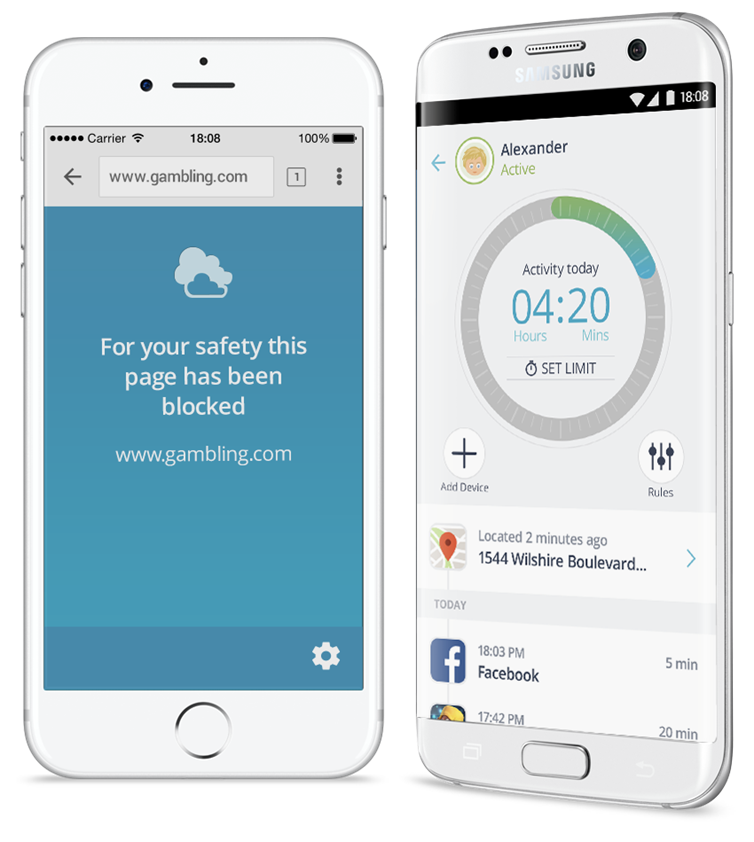 Carrier 18:08 100%
www.gambling.com 1
For your safety this
page has been
blocked
www.gambling.com
SAMSUNG
18:08
Alexander
Active
Activity today
04:20
Hours Mins
SET LIMIT
Add Device
Rules
Located 2 minutes ago
1544 Wilshire Boulevard...
TODAY
f
18:03 PM
Facebook
5 min
17:42 PM
20 min